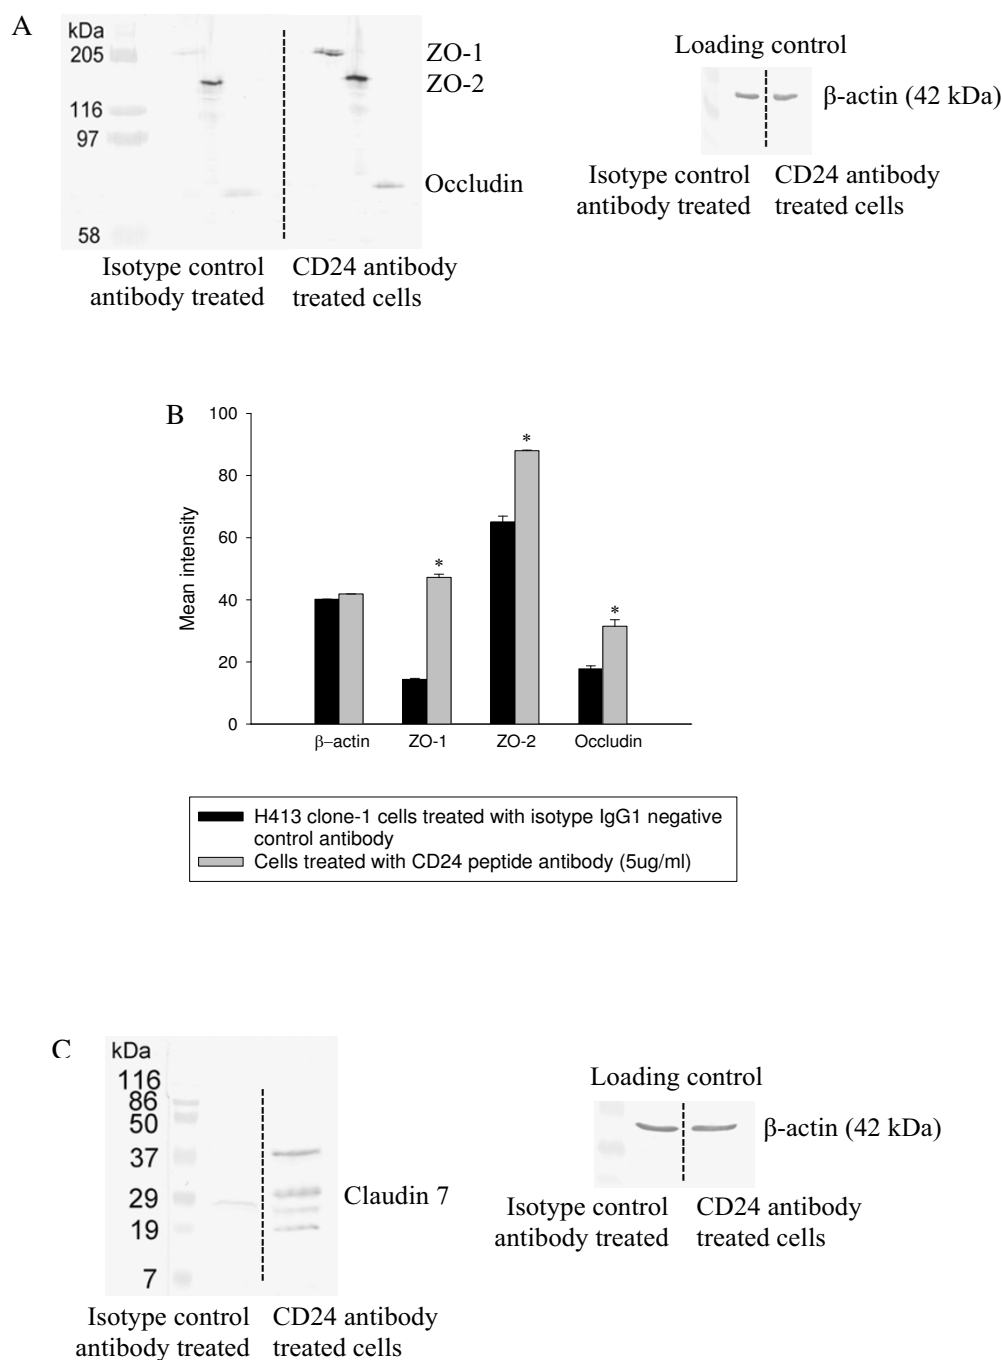 A
kDa
205
116
97
58
ZO-1
ZO-2
Occludin
Isotype control
antibody treated
CD24 antibody
treated cells
Loading control
β-actin (42 kDa)
Isotype control
antibody treated
CD24 antibody
treated cells
B
100
80
60
40
20
0
Mean intensity
*
*
*
β–actin ZO-1 ZO-2 Occludin
H413 clone-1 cells treated with isotype IgG1 negative
control antibody
Cells treated with CD24 peptide antibody (5ug/ml)
C
kDa
116
86
50
37
29
19
7
Claudin 7
Isotype control
antibody treated
CD24 antibody
treated cells
Loading control
β-actin (42 kDa)
Isotype control
antibody treated
CD24 antibody
treated cells